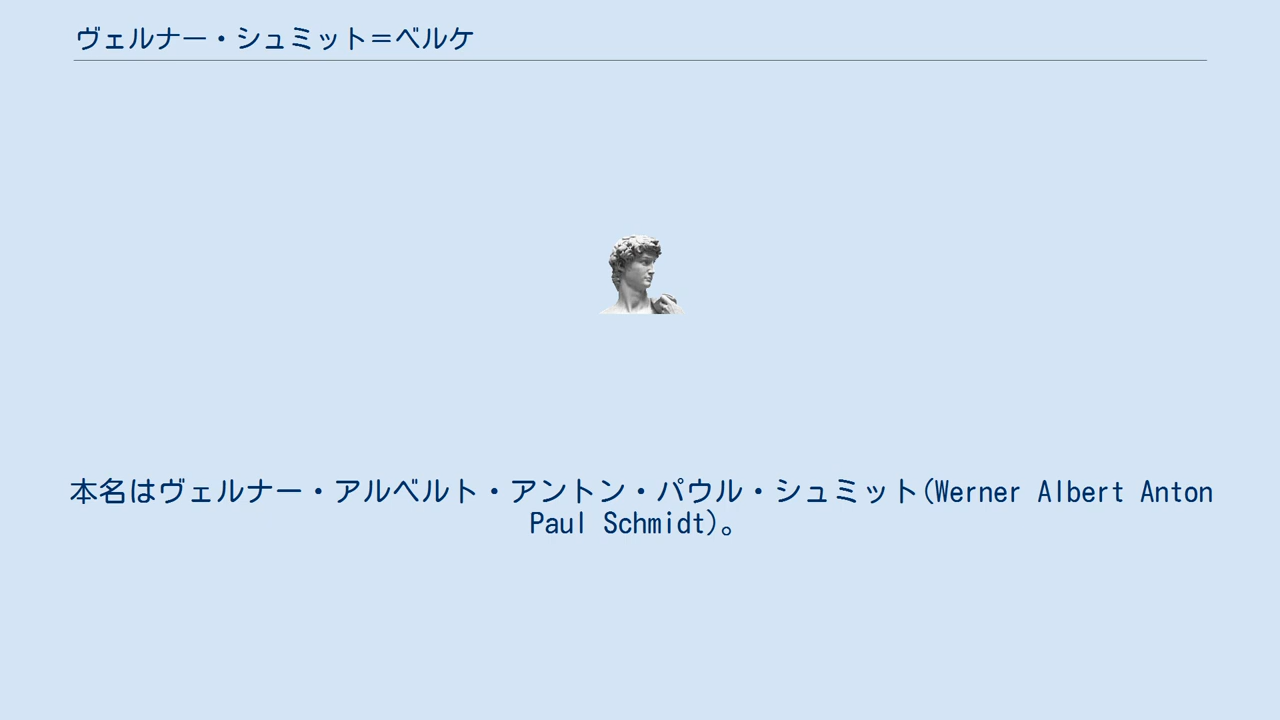 ヴェルナー・シュミット＝ベルケ
本名はヴェルナー・アルベルト・アントン・パウル・シュミット(Werner Albert Anton
Paul Schmidt)。